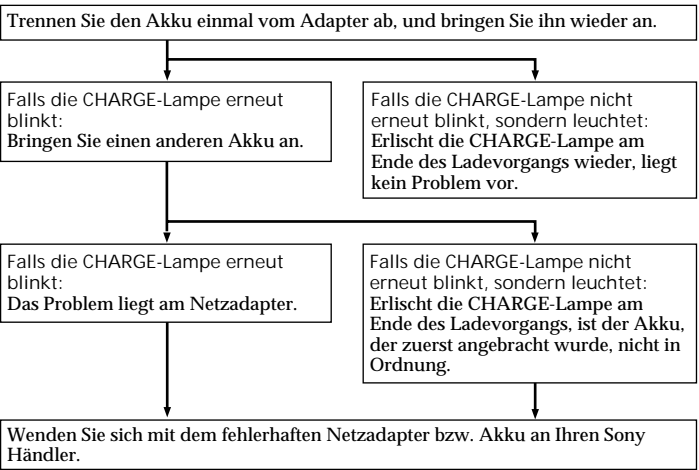 Trennen Sie den Akku einmal vom Adapter ab, und bringen Sie ihn wieder an.
Falls die CHARGE-Lampe erneut
blinkt:
Bringen Sie einen anderen Akku an.
Falls die CHARGE-Lampe nicht
erneut blinkt, sondern leuchtet:
Erlischt die CHARGE-Lampe am
Ende des Ladevorgangs wieder, liegt
kein Problem vor.
Falls die CHARGE-Lampe erneut
blinkt:
Das Problem liegt am Netzadapter.
Falls die CHARGE-Lampe nicht
erneut blinkt, sondern leuchtet:
Erlischt die CHARGE-Lampe am
Ende des Ladevorgangs, ist der Akku,
der zuerst angebracht wurde, nicht in
Ordnung.
Wenden Sie sich mit dem fehlerhaften Netzadapter bzw. Akku an Ihren Sony
Händler.